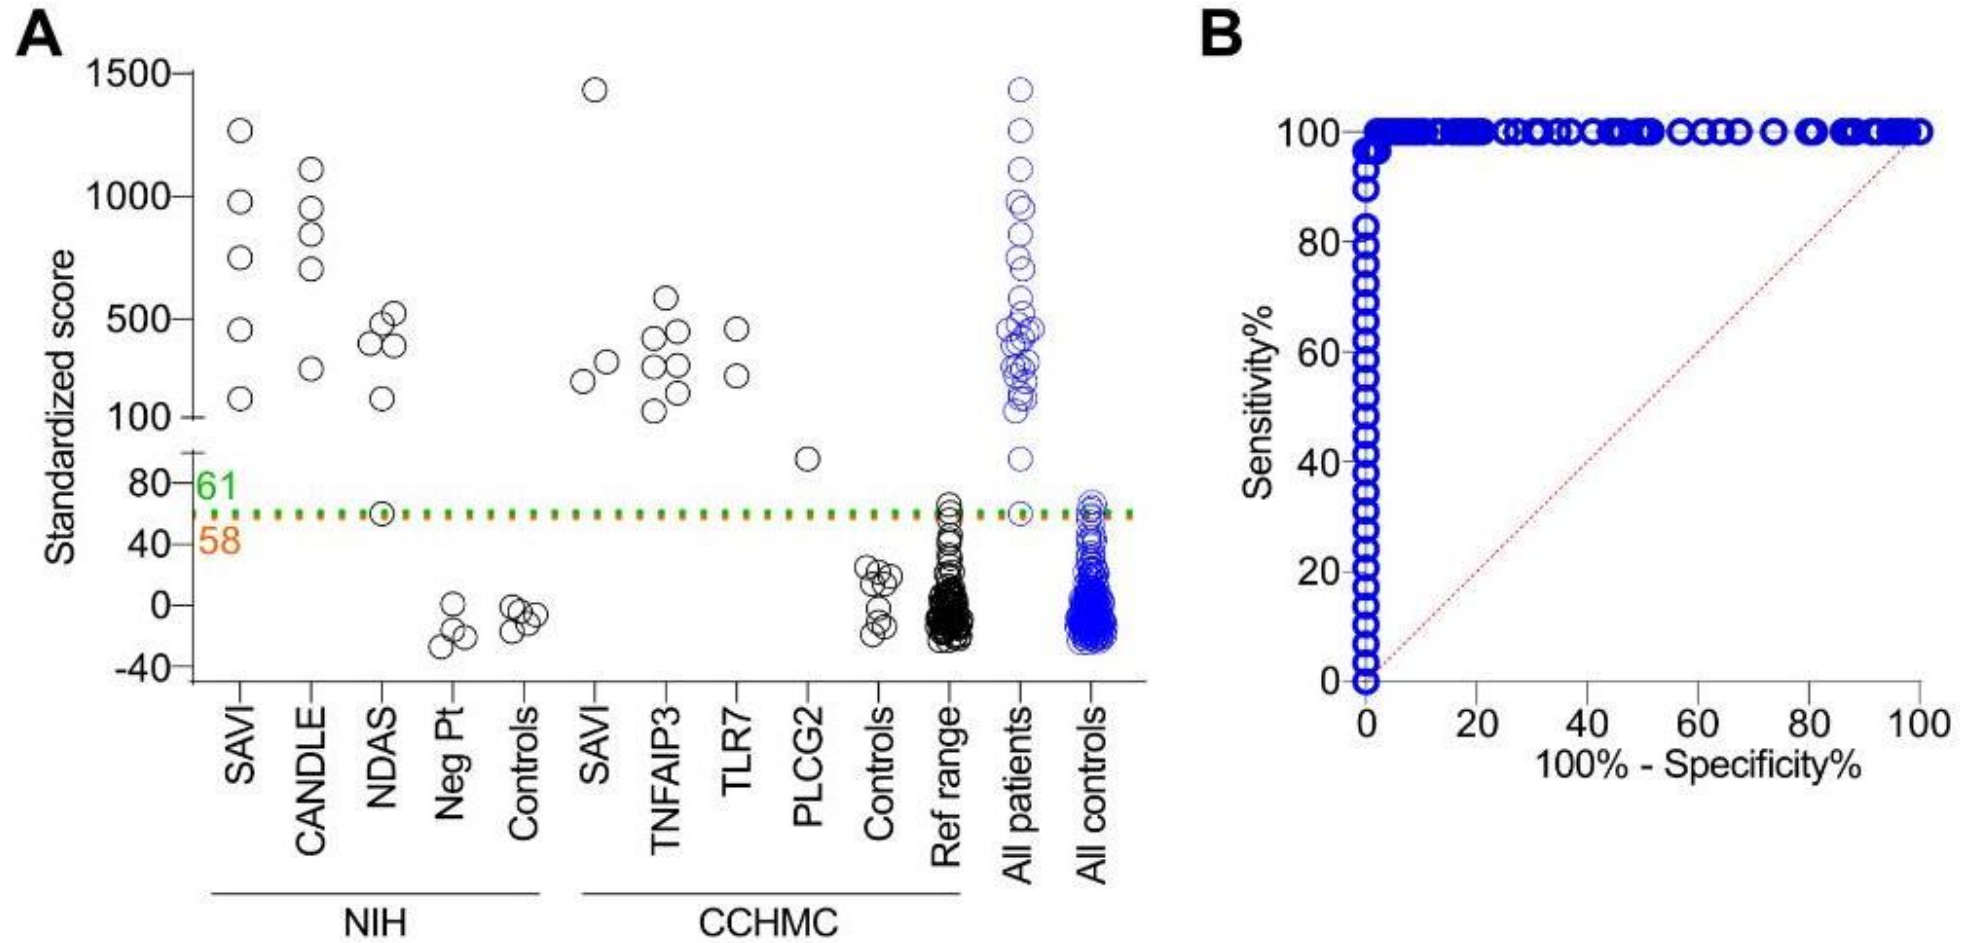 A
Standardized score
1500
1000
500
100
80
61
58
40
0
-40
SAVI
CANDLE
NDAS
Neg Pt
Controls
SAVI
TNFAIP3
TLR7
PLCG2
Controls
Ref range
All patients
All controls
NIH
CCHMC
B
Sensitivity%
100
80
60
40
20
0
0 20 40 60 80 100
100% - Specificity%